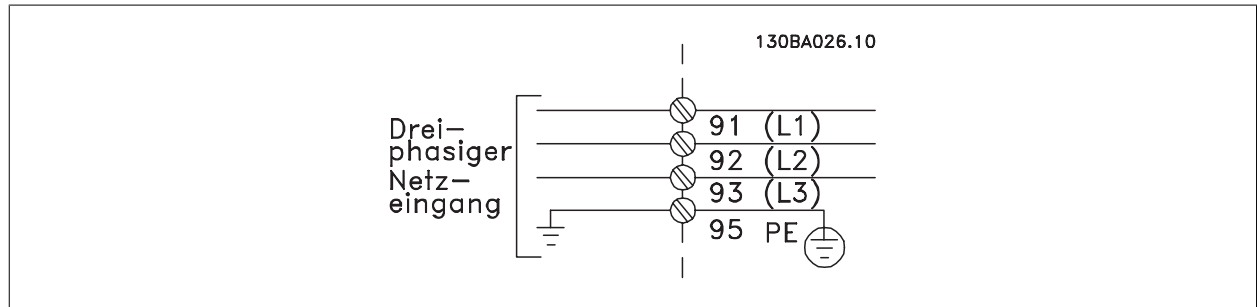 130BA026.10
Drei-
phasiger
Netz-
eingang
91 (L1)
92 (L2)
93 (L3)
95 PE